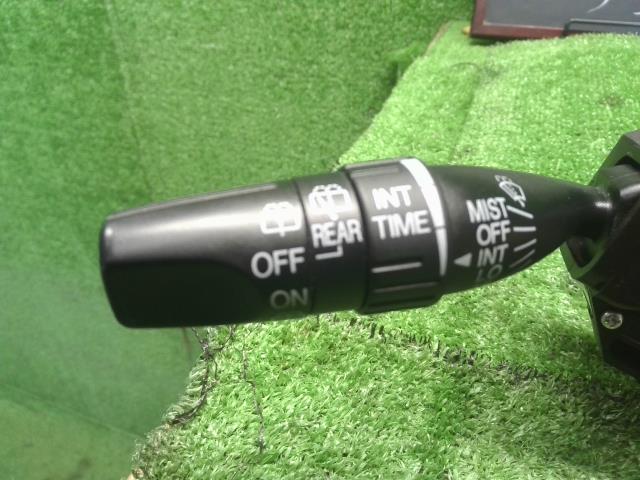 OFF
ON
REAR
INT
TIME
MIST
OFF
INT
LO